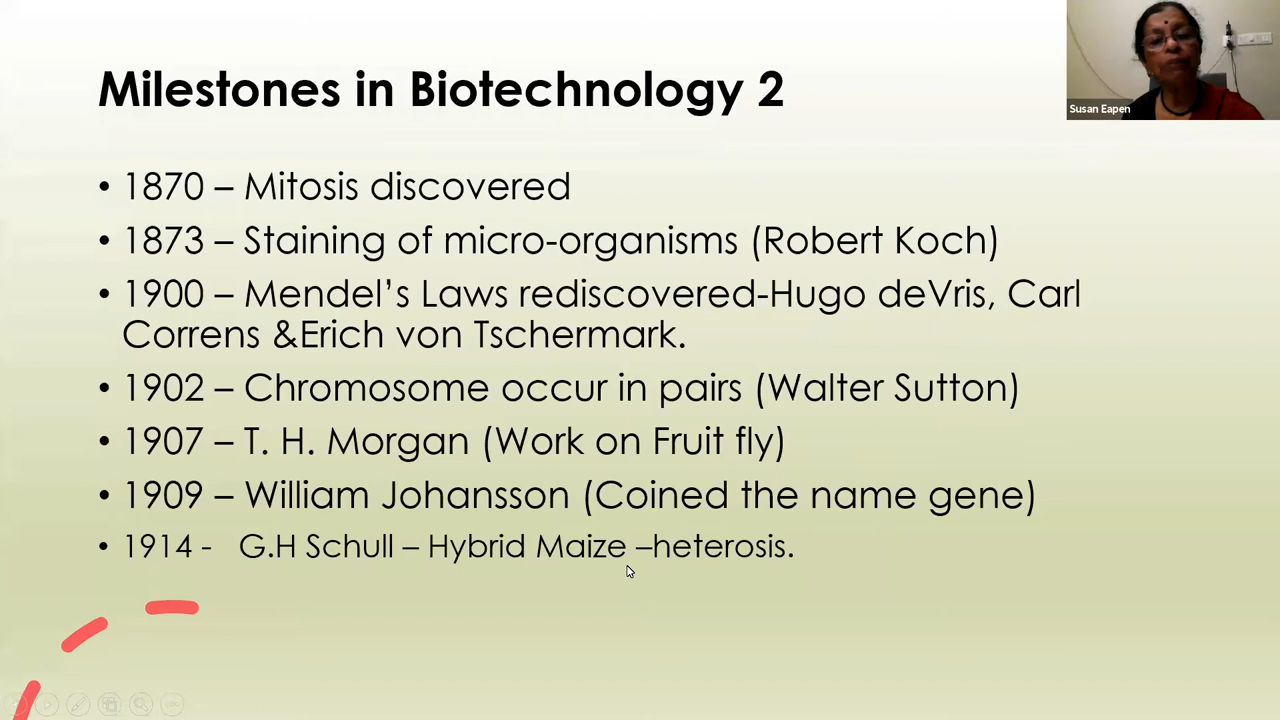 Milestones in Biotechnology 2
Susan Eapen
• 1870 – Mitosis discovered
• 1873 – Staining of micro-organisms (Robert Koch)
• 1900 – Mendel’s Laws rediscovered-Hugo deVris, Carl
Correns &Erich von Tschermark.
• 1902 – Chromosome occur in pairs (Walter Sutton)
• 1907 – T. H. Morgan (Work on Fruit fly)
• 1909 – William Johansson (Coined the name gene)
• 1914 - G.H Schull – Hybrid Maize –heterosis.